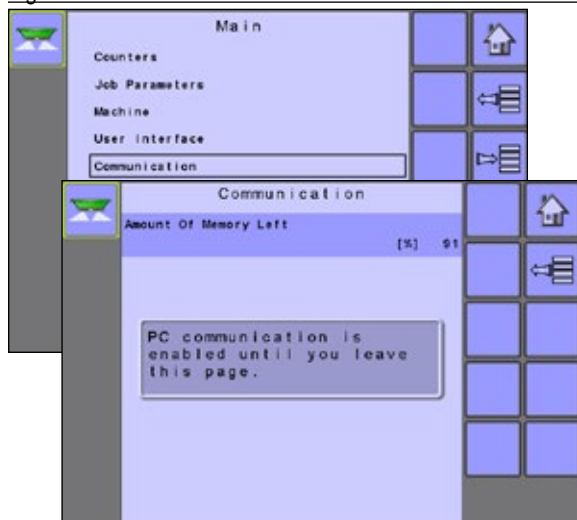 Main
Counters
Job Parameters
Machine
User Interface
Communication
Communication
Amount Of Memory Left
[%] 91
PC communication is
enabled until you leave
this page.